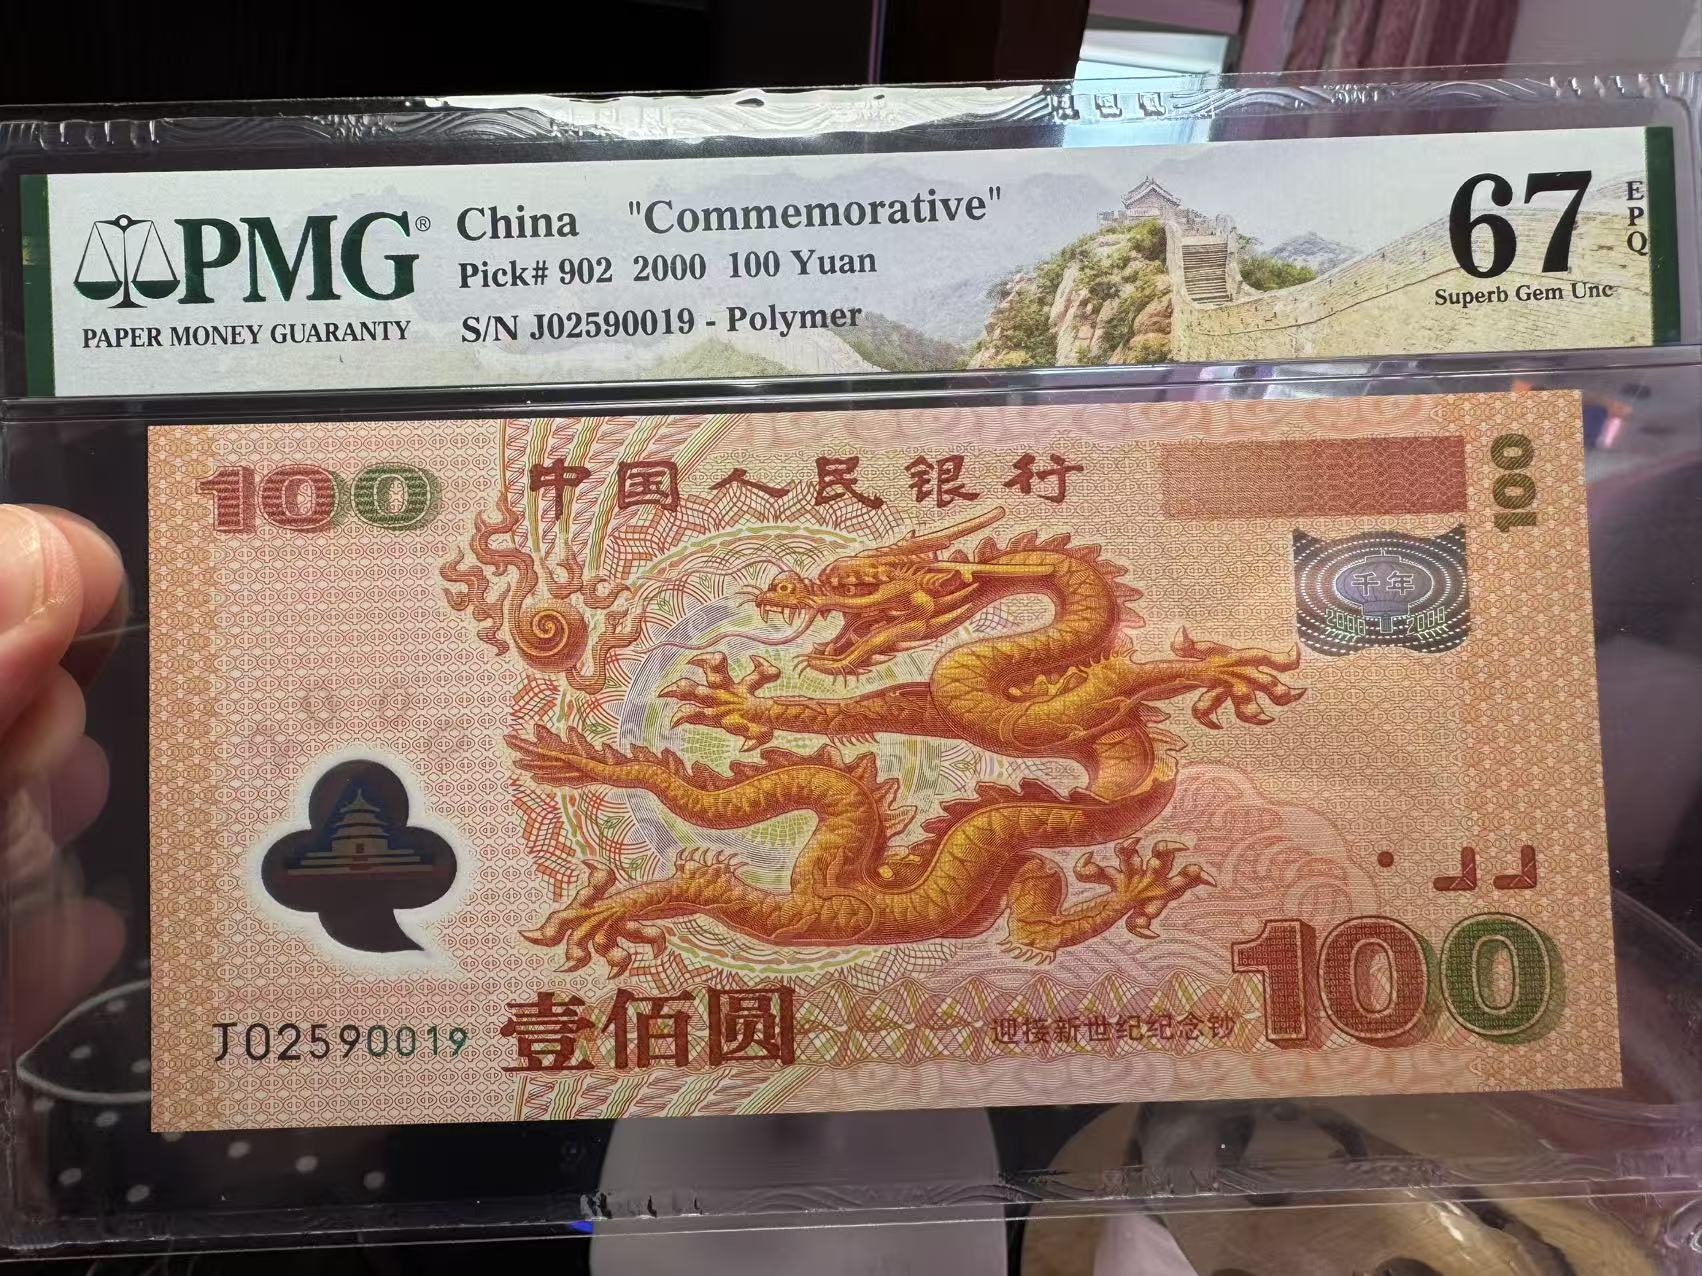 PMG®
PAPER MONEY GUARANTY
China "Commemorative"
Pick# 902 2000 100 Yuan
S/N J02590019 - Polymer
67
EPQ
Superb Gem Unc
100
中国人民银行
100
千年
2000 2000
J02590019
壹佰圆
迎接新世纪纪念钞
100